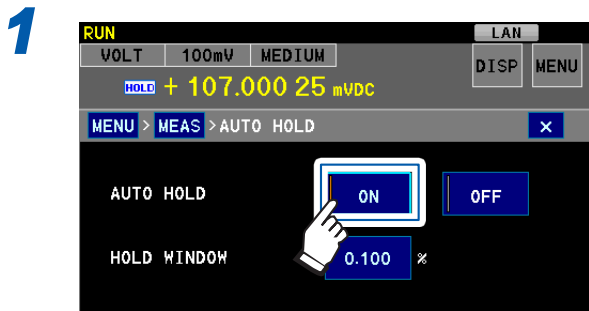 1
RUN LAN
VOLT 100mV MEDIUM DISP MENU
HOLD + 107.000 25 mVDC
MENU > MEAS > AUTO HOLD ×
AUTO HOLD ON OFF
HOLD WINDOW 0.100 %